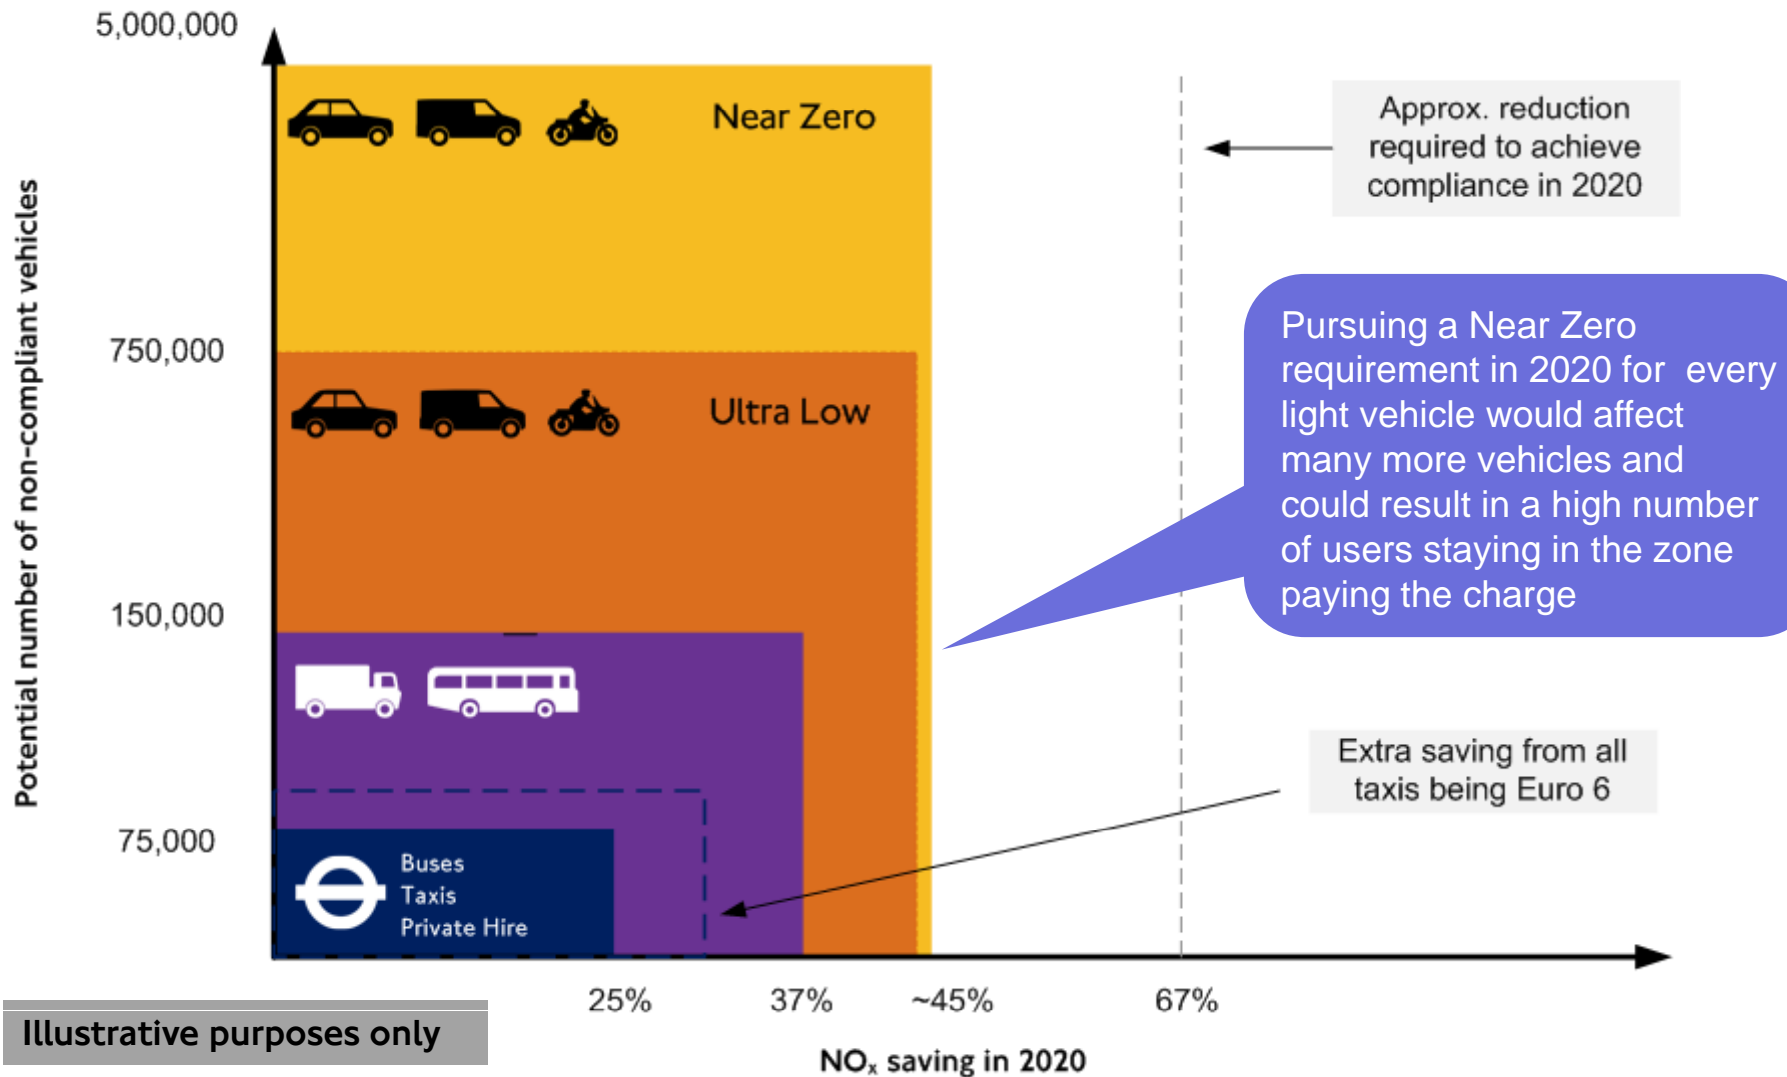 5,000,000
Near Zero
Approx. reduction
required to achieve
compliance in 2020
Potential number of non-compliant vehicles
Pursuing a Near Zero
requirement in 2020 for every
light vehicle would affect
many more vehicles and
could result in a high number
of users staying in the zone
paying the charge
750,000
Ultra Low
150,000
Extra saving from all
taxis being Euro 6
75,000
Buses
Taxis
Private Hire
25%
37%
~45%
67%
Illustrative purposes only
NOₓ saving in 2020